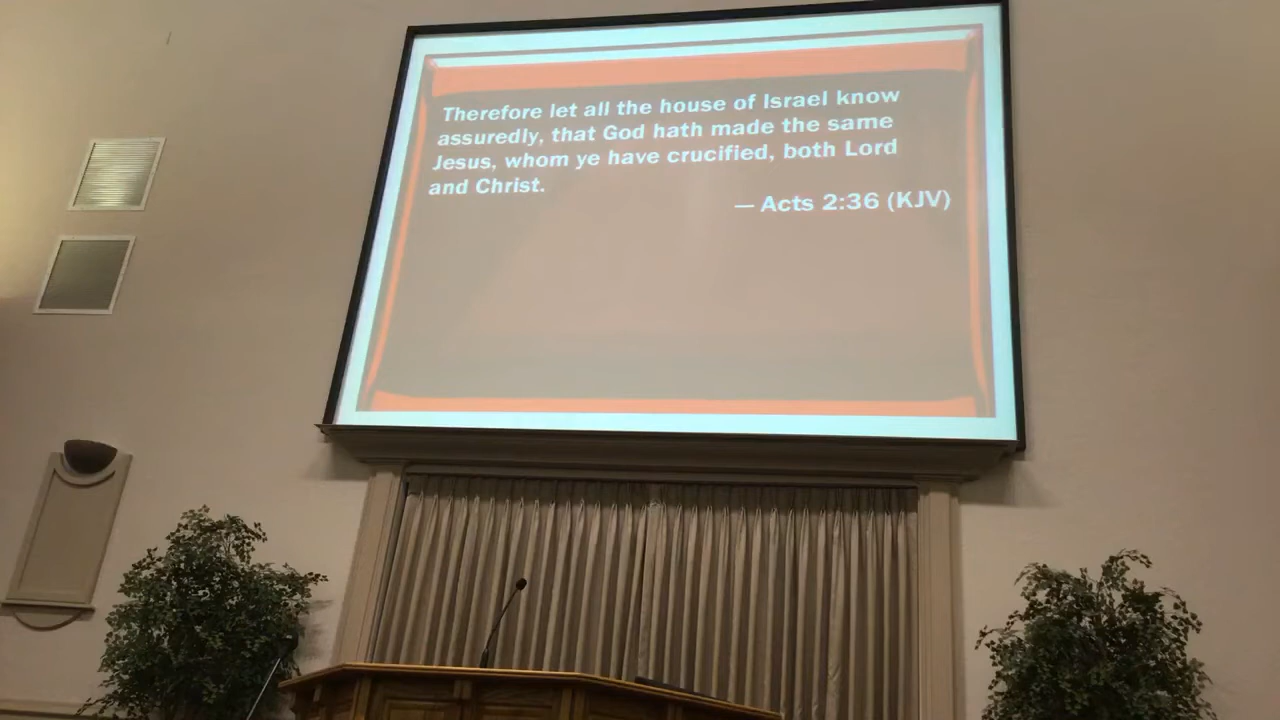 Therefore let all the house of Israel know
assuredly, that God hath made the same
Jesus, whom ye have crucified, both Lord
and Christ.
— Acts 2:36 (KJV)